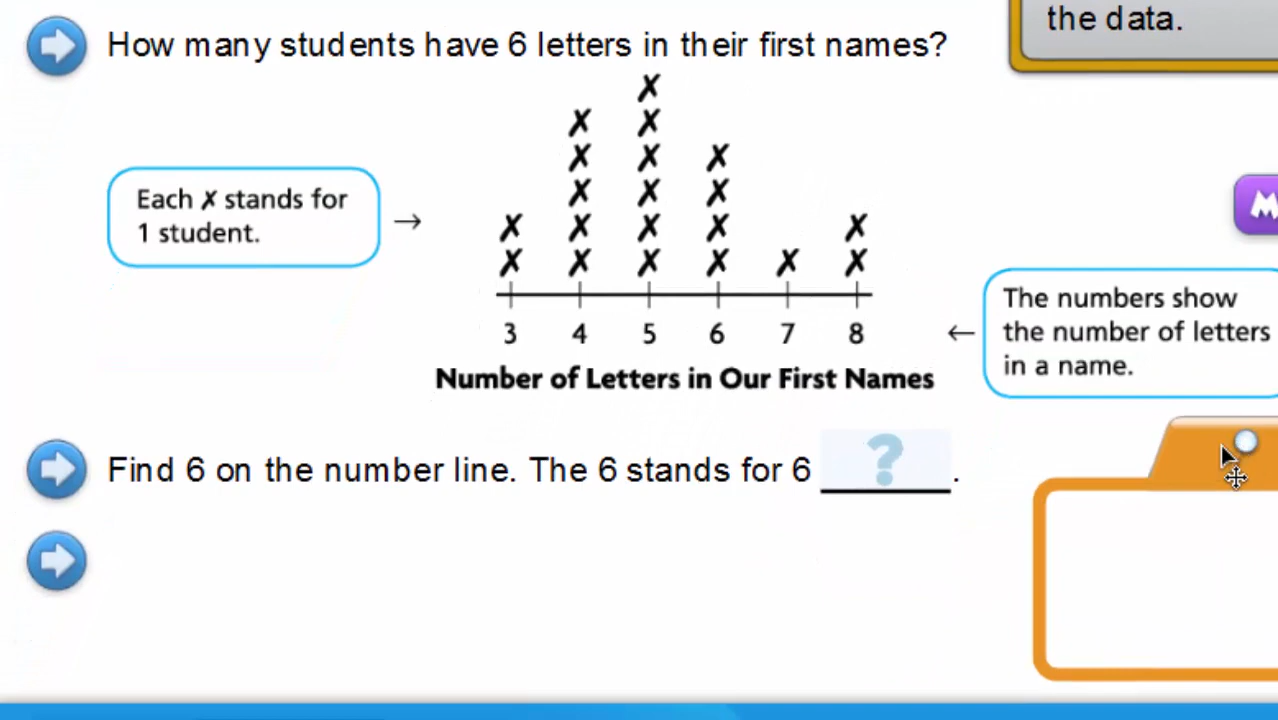 the data.
How many students have 6 letters in their first names?
Each X stands for
1 student.
→
3 4 5 6 7 8
←
The numbers show
the number of letters
in a name.
Number of Letters in Our First Names
Find 6 on the number line. The 6 stands for 6 ? .